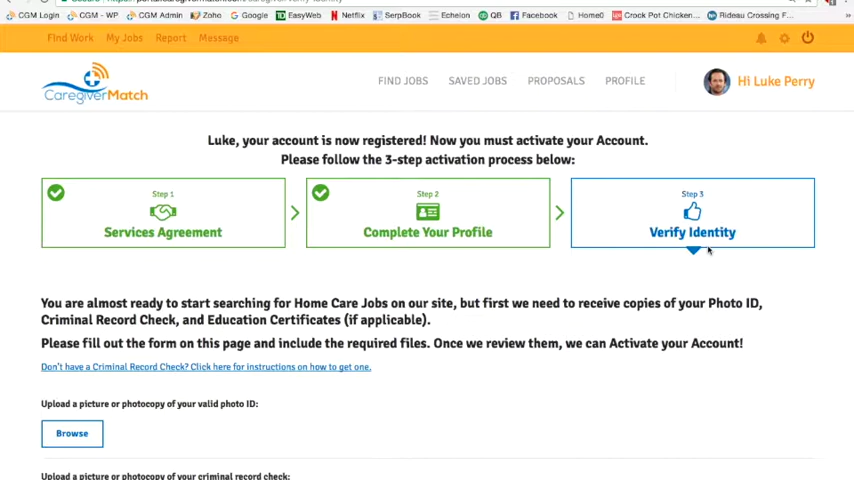 CGM Login CGM - WP CGM Admin Zoho Google EasyWeb Netflix SerpBook Echelon QB Facebook HomeG Crock Pot Chicken... Rideau Crossing F... »
Find Work My Jobs Report Message
CaregiverMatch
FIND JOBS SAVED JOBS PROPOSALS PROFILE Hi Luke Perry
Luke, your account is now registered! Now you must activate your Account.
Please follow the 3-step activation process below:
Step 1
Services Agreement
Step 2
Complete Your Profile
Step 3
Verify Identity
You are almost ready to start searching for Home Care Jobs on our site, but first we need to receive copies of your Photo ID,
Criminal Record Check, and Education Certificates (if applicable).
Please fill out the form on this page and include the required files. Once we review them, we can Activate your Account!
Don't have a Criminal Record Check? Click here for instructions on how to get one.
Upload a picture or photocopy of your valid photo ID:
Browse
Upload a picture or photocopy of your criminal record check: